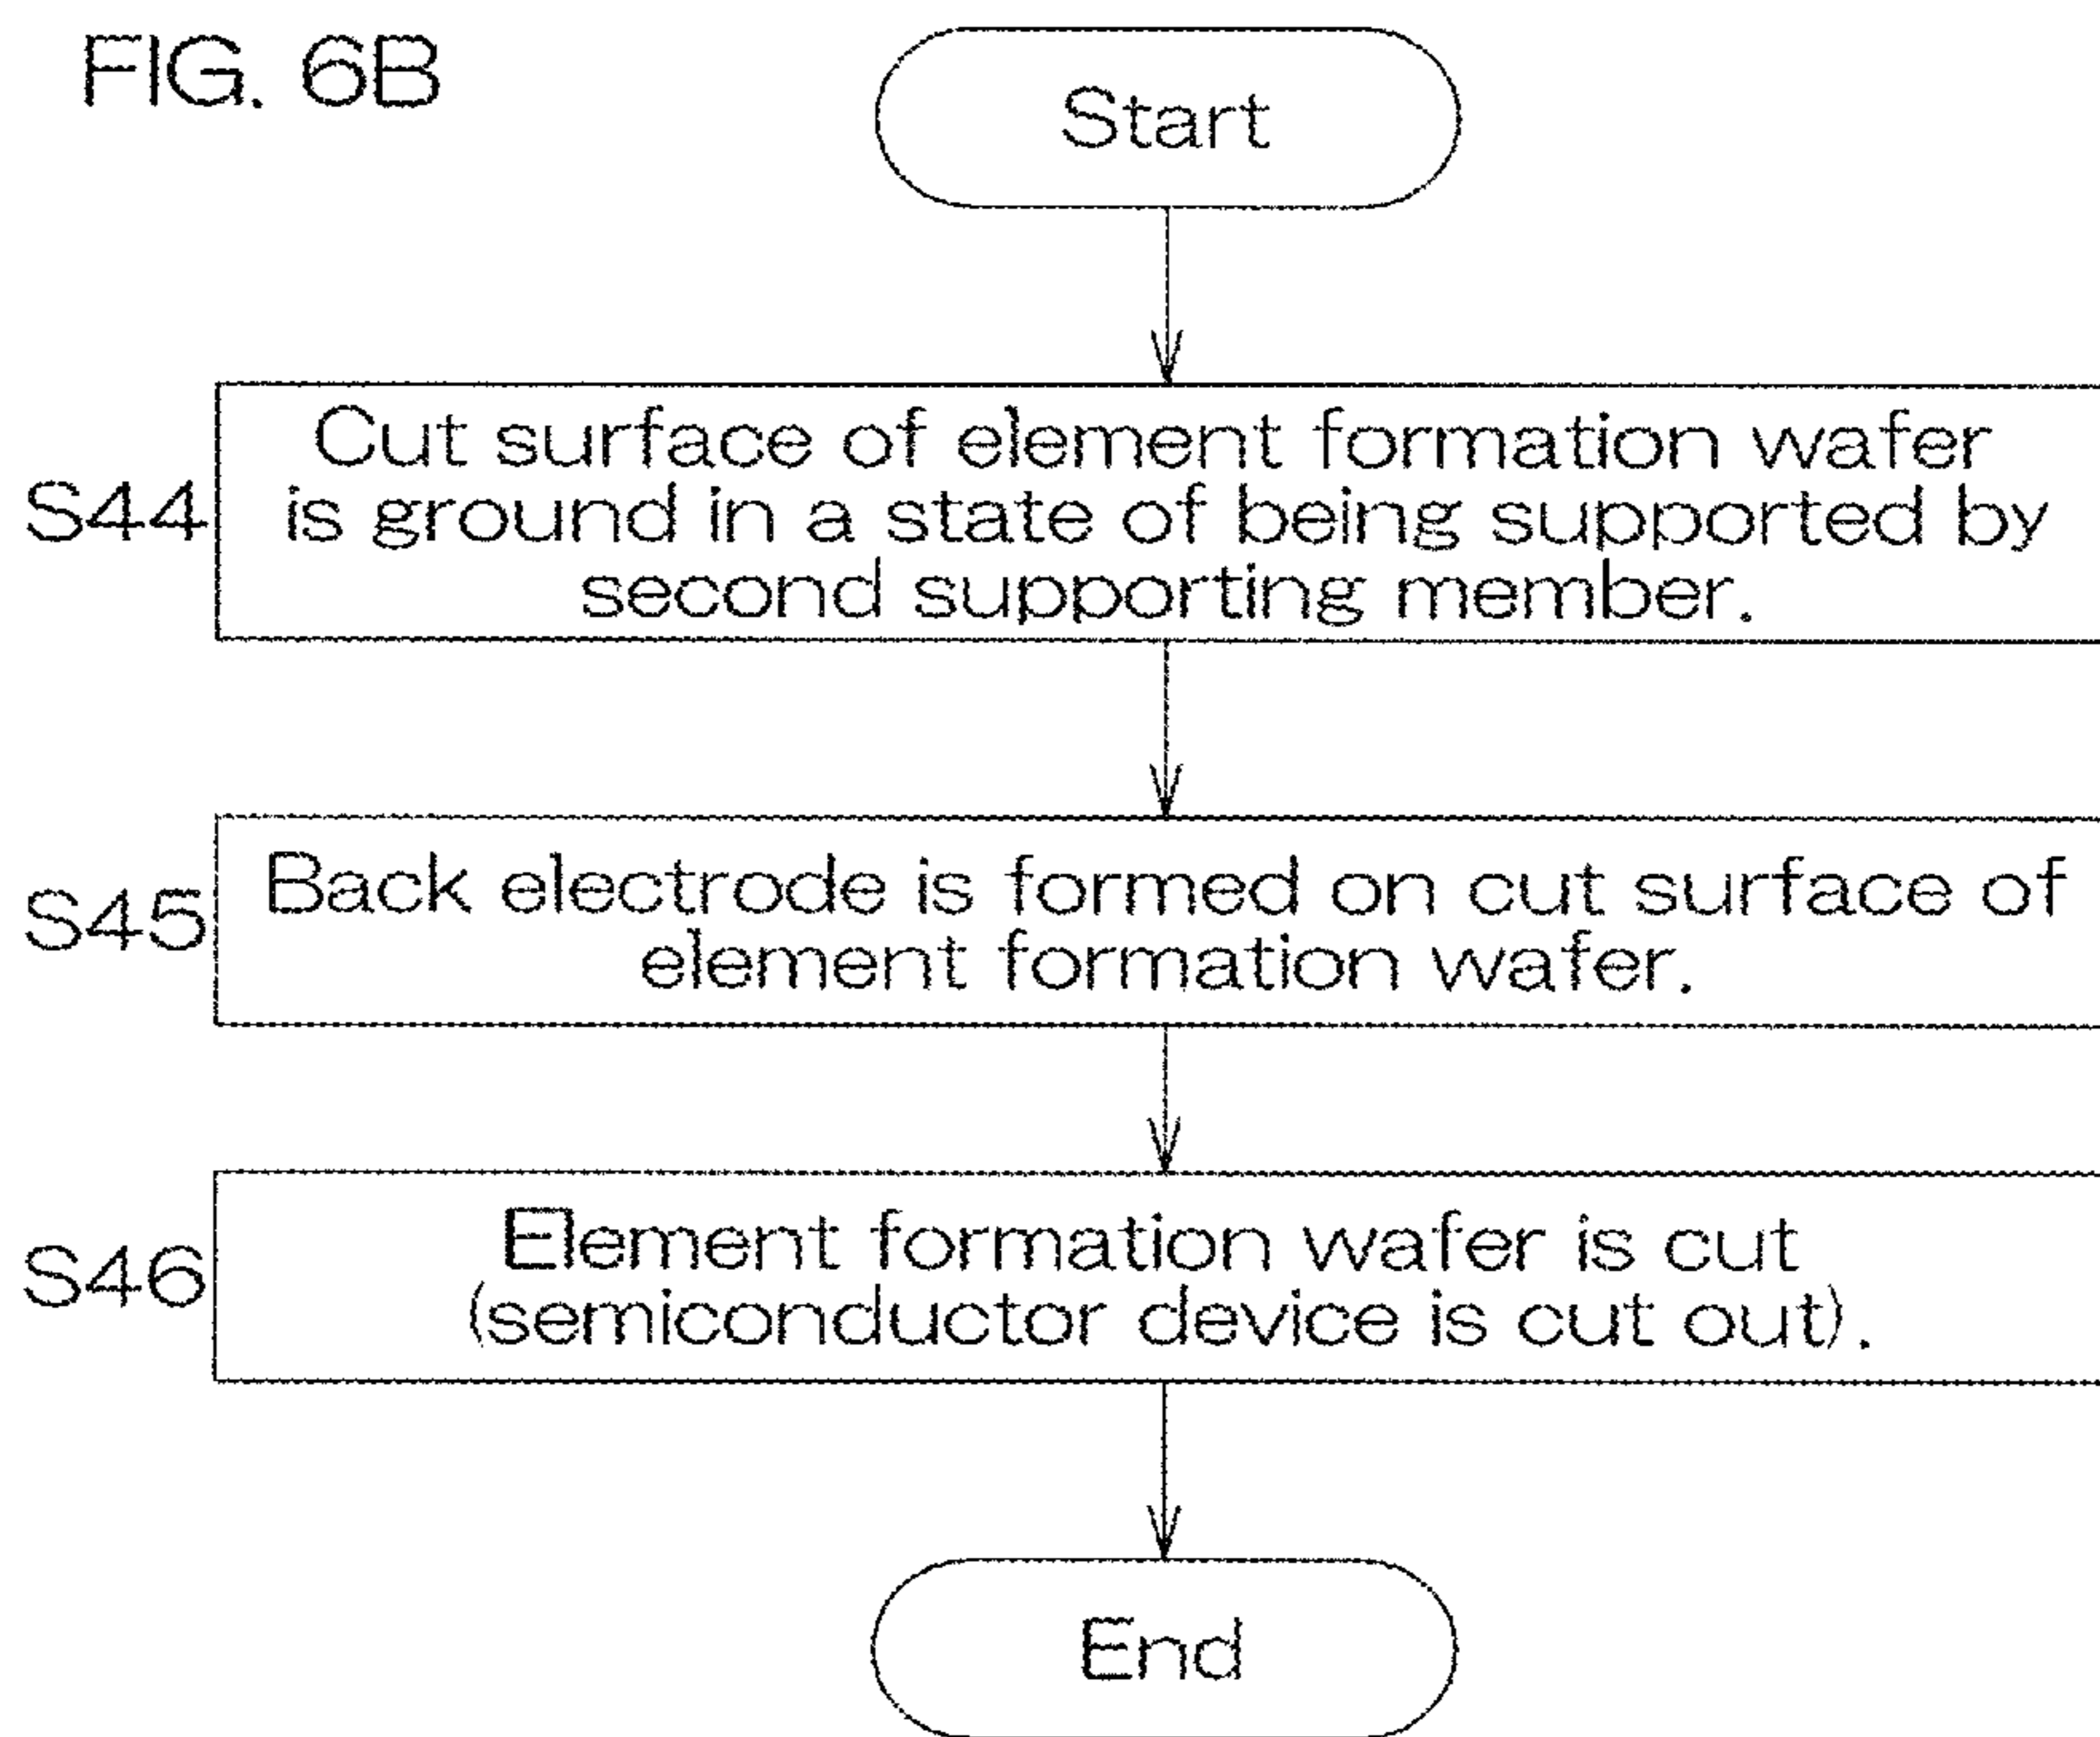 FIG. 6B
Start
S44
Cut surface of element formation wafer
is ground in a state of being supported by
second supporting member.
S45
Back electrode is formed on cut surface of
element formation wafer.
S46
Element formation wafer is cut
(semiconductor device is cut out).
End